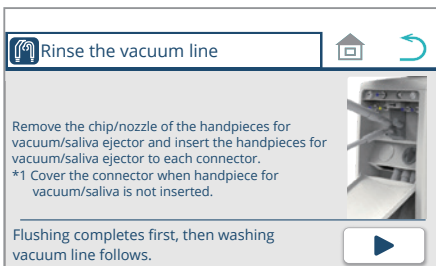 Rinse the vacuum line
Remove the chip/nozzle of the handpieces for
vacuum/saliva ejector and insert the handpieces for
vacuum/saliva ejector to each connector.
*1 Cover the connector when handpiece for
vacuum/saliva is not inserted.
Flushing completes first, then washing
vacuum line follows.